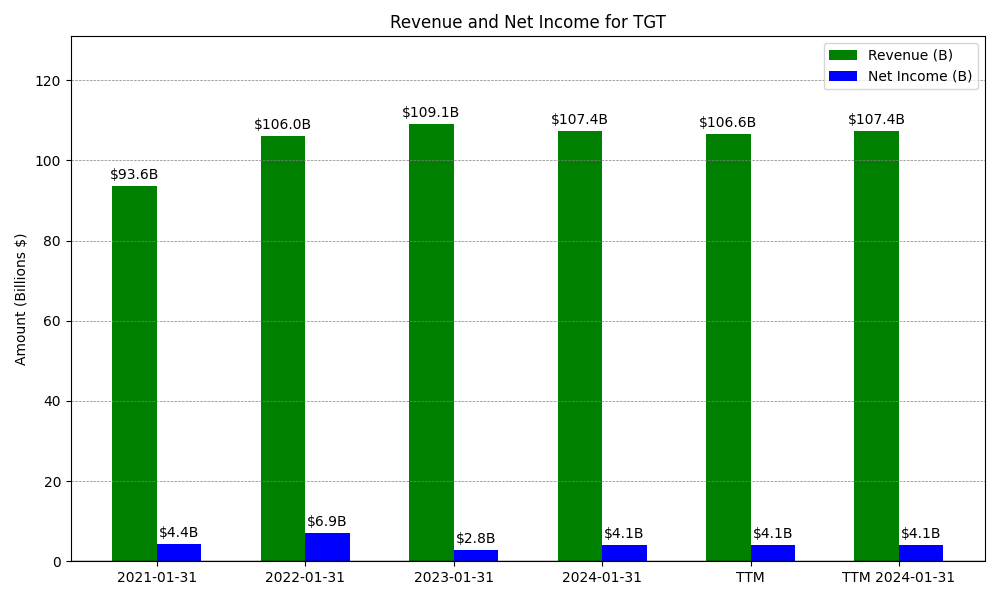 Revenue and Net Income for TGT
Revenue (B)
Net Income (B)
Amount (Billions $)
120
100
80
60
40
20
0
$93.6B
$106.0B
$109.1B
$107.4B
$106.6B
$107.4B
$4.4B
$6.9B
$2.8B
$4.1B
$4.1B
$4.1B
2021-01-31
2022-01-31
2023-01-31
2024-01-31
TTM
TTM 2024-01-31